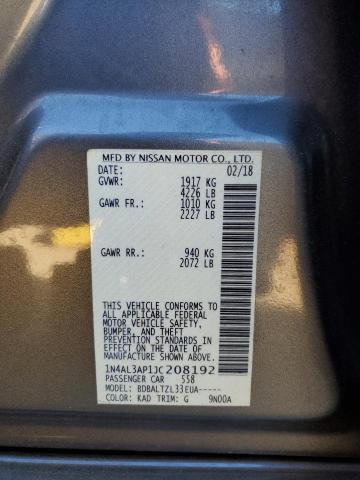 MFD BY NISSAN MOTOR CO., LTD.
DATE: 02/18
GVWR: 1917 KG
4226 LB
GAWR FR.: 1010 KG
2227 LB
GAWR RR.: 940 KG
2072 LB
THIS VEHICLE CONFORMS TO
ALL APPLICABLE FEDERAL
MOTOR VEHICLE SAFETY,
BUMPER, AND THEFT
PREVENTION STANDARDS IN
EFFECT ON THE DATE OF
MANUFACTURE SHOWN ABOVE.
1N4AL3AP1JC208192
PASSENGER CAR 558
MODEL: BDBALTZL33EUA-----
COLOR: KAD TRIM: G 9N00A